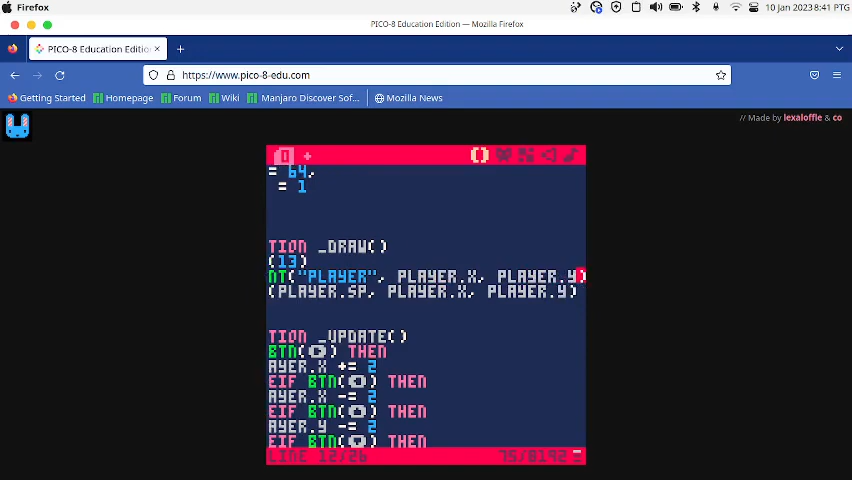 Firefox
10 Jan 2023 8:41 PTG
PICO-8 Education Edition — Mozilla Firefox
PICO-8 Education Edition
https://www.pico-8-edu.com
Getting Started Homepage Forum Wiki Manjaro Discover Sof… Mozilla News
// Made by lexaloffle & co
0 +
= 64,
= 1
TION _DRAW()
(13)
NT("PLAYER", PLAYER.X, PLAYER.Y)
(PLAYER.SP, PLAYER.X, PLAYER.Y)
TION _UPDATE()
BTN(➡️) THEN
AYER.X += 2
EIF BTN(⬅️) THEN
AYER.X -= 2
EIF BTN(⬆️) THEN
AYER.Y -= 2
EIF BTN(⬇️) THEN
LINE 12/26 75/8192